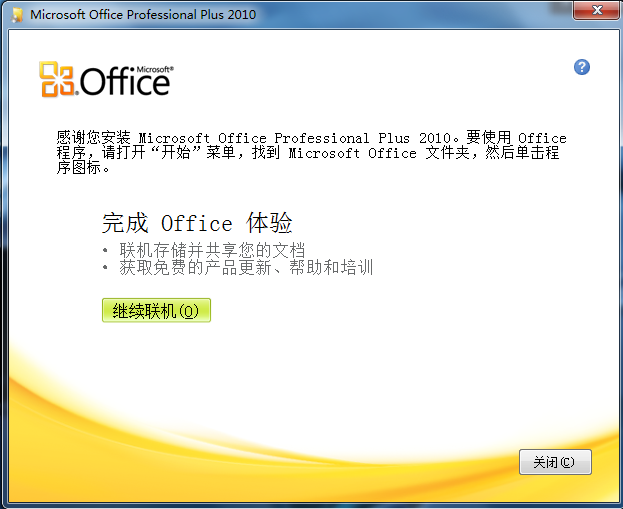 Microsoft Office Professional Plus 2010
Microsoft®
Office
感谢您安装 Microsoft Office Professional Plus 2010。要使用 Office
程序，请打开“开始”菜单，找到 Microsoft Office 文件夹，然后单击程
序图标。
完成 Office 体验
• 联机存储并共享您的文档
• 获取免费的产品更新、帮助和培训
继续联机(O)
关闭(C)